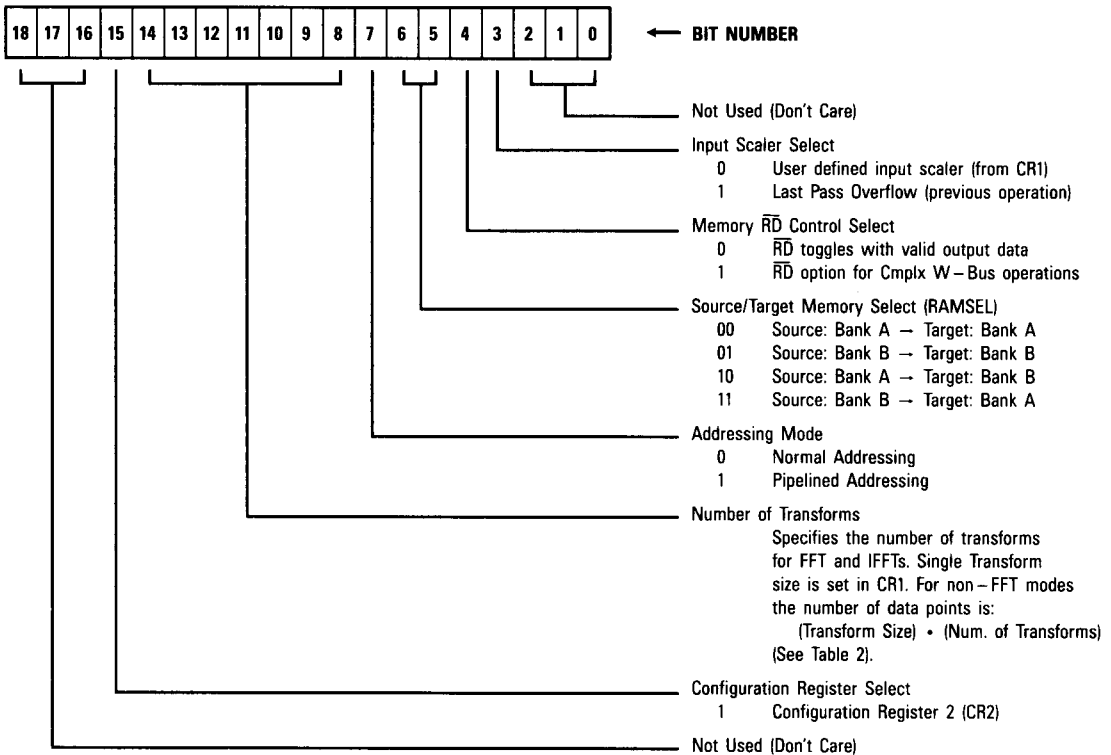 18 17 16 15 14 13 12 11 10 9 8 7 6 5 4 3 2 1 0 ← BIT NUMBER
Not Used (Don't Care)
Input Scaler Select
0 User defined input scaler (from CR1)
1 Last Pass Overflow (previous operation)
Memory R̅D̅ Control Select
0 R̅D̅ toggles with valid output data
1 R̅D̅ option for Cmplx W–Bus operations
Source/Target Memory Select (RAMSEL)
00 Source: Bank A → Target: Bank A
01 Source: Bank B → Target: Bank B
10 Source: Bank A → Target: Bank B
11 Source: Bank B → Target: Bank A
Addressing Mode
0 Normal Addressing
1 Pipelined Addressing
Number of Transforms
Specifies the number of transforms
for FFT and IFFTs. Single Transform
size is set in CR1. For non–FFT modes
the number of data points is:
(Transform Size) • (Num. of Transforms)
(See Table 2).
Configuration Register Select
1 Configuration Register 2 (CR2)
Not Used (Don't Care)